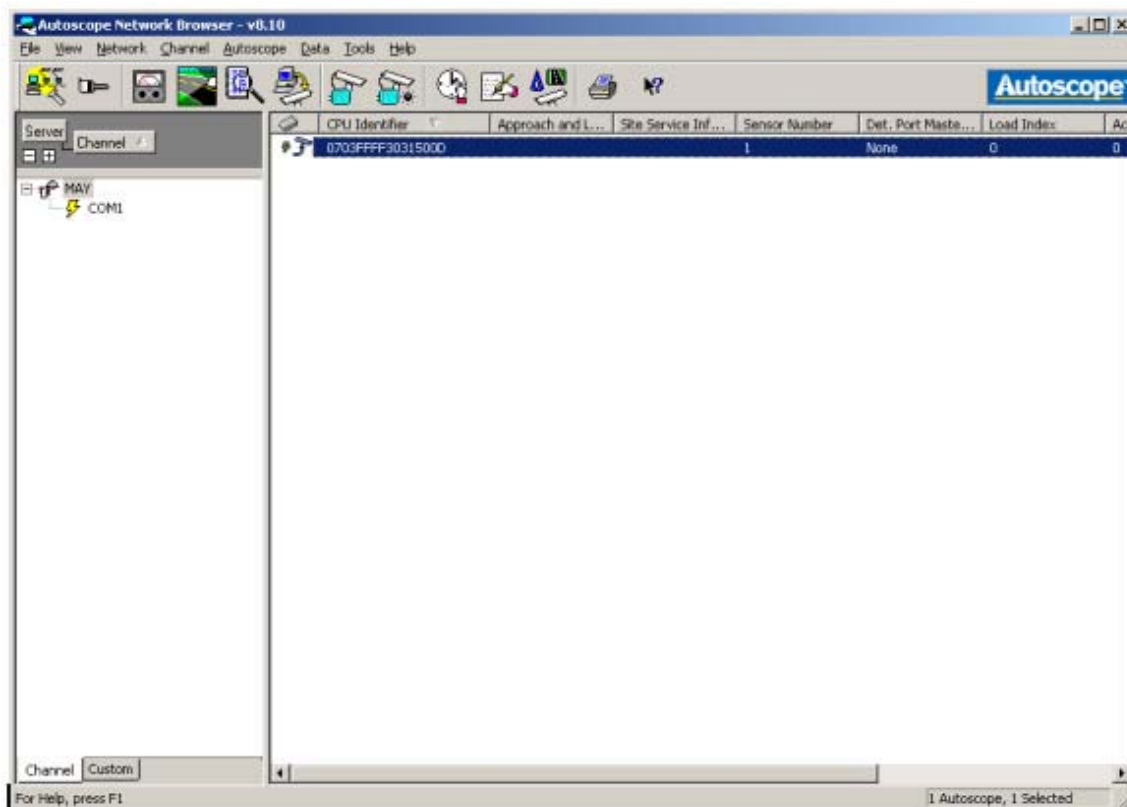 Autoscope Network Browser - v8.10
File View Network Channel Autoscope Data Tools Help
Autoscope
Server
Channel
CPU Identifier Approach and L... Site Service Inf... Sensor Number Det. Port Maste... Load Index Ac
0703FFFF3031500D 1 None 0 0
MAY
COM1
Channel Custom
For Help, press F1
1 Autoscope, 1 Selected